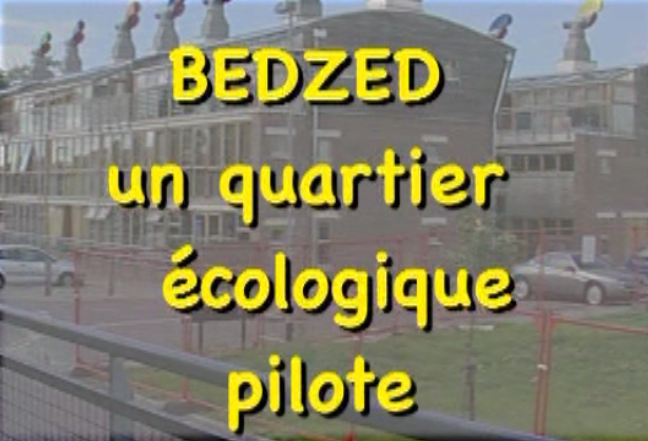 BEDZED
un quartier
écologique
pilote